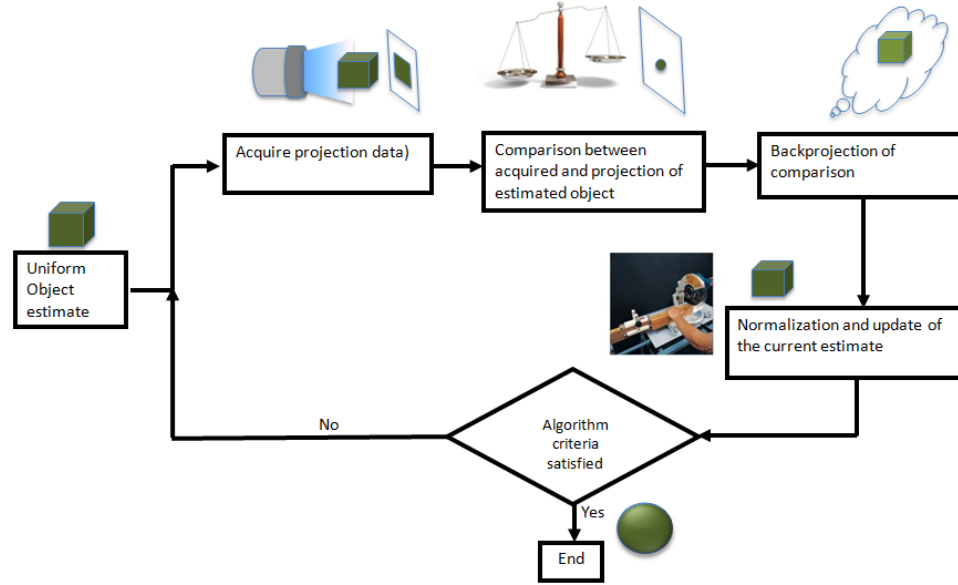 Acquire projection data)
Comparison between
acquired and projection of
estimated object
Backprojection of
comparison
Uniform
Object
estimate
Normalization and update of
the current estimate
No
Algorithm
criteria
satisfied
Yes
End